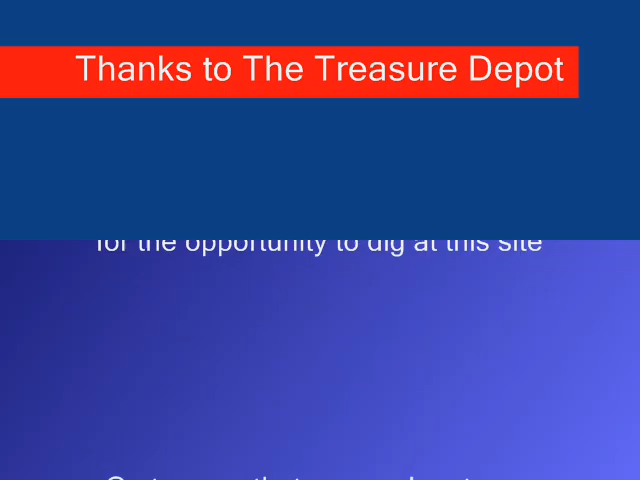 Thanks to The Treasure Depot
for the opportunity to dig at this site